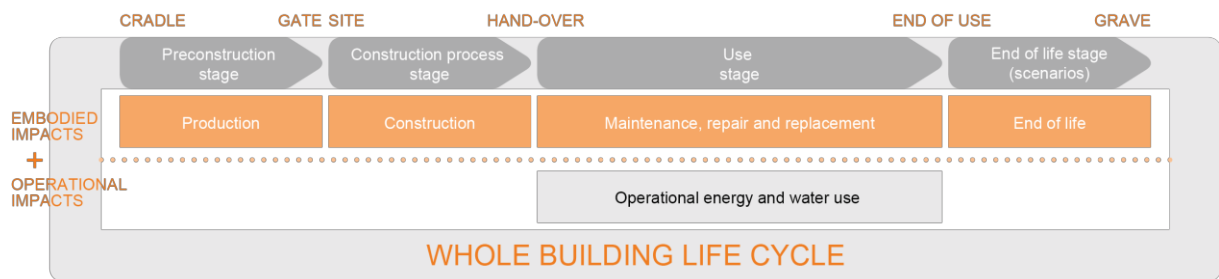 CRADLE
GATE SITE
HAND-OVER
END OF USE
GRAVE
Preconstruction
stage
Construction process
stage
Use
stage
End of life stage
(scenarios)
EMBODIED
IMPACTS
Production
Construction
Maintenance, repair and replacement
End of life
+
OPERATIONAL
IMPACTS
Operational energy and water use
WHOLE BUILDING LIFE CYCLE